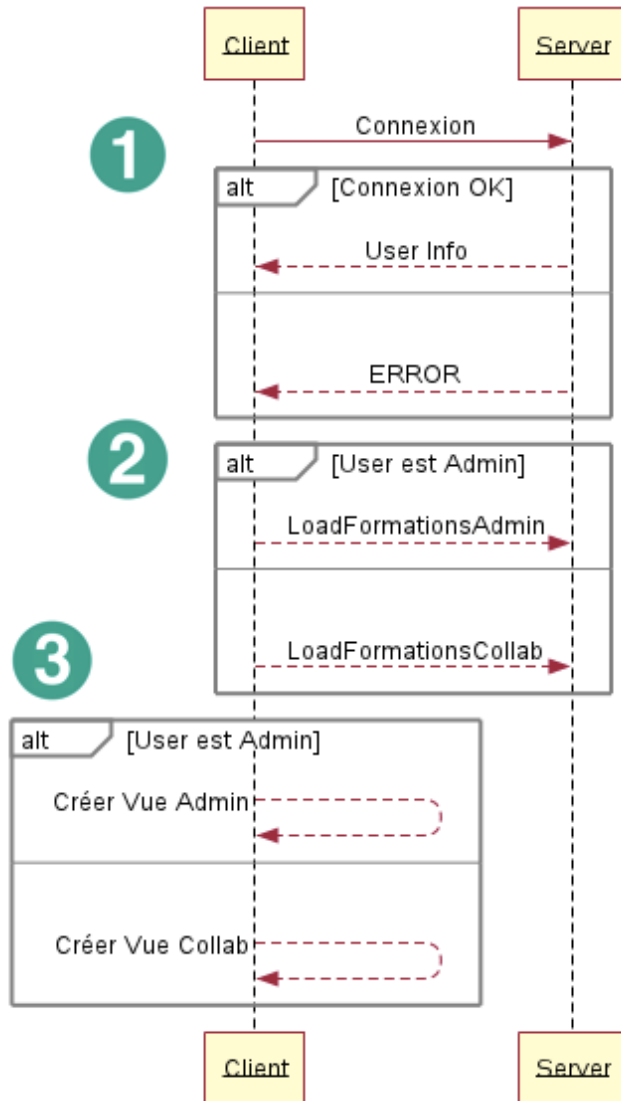 Client Server
Connexion
1
alt [Connexion OK]
User Info
ERROR
2
alt [User est Admin]
LoadFormationsAdmin
LoadFormationsCollab
3
alt [User est Admin]
Créer Vue Admin
Créer Vue Collab
Client Server